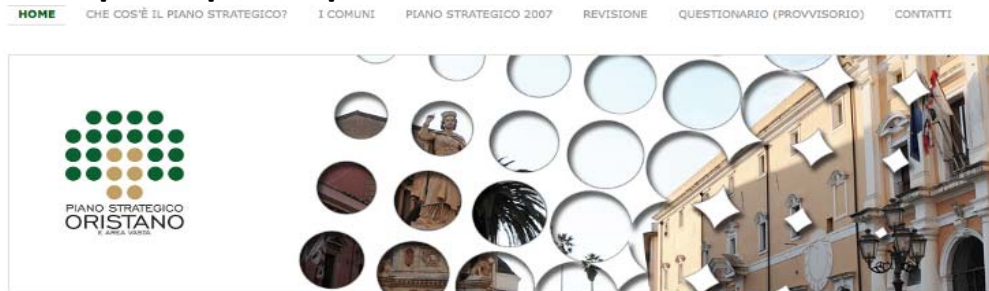 HOME CHE COS'È IL PIANO STRATEGICO? I COMUNI PIANO STRATEGICO 2007 REVISIONE QUESTIONARIO (PROVVISORIO) CONTATTI
PIANO STRATEGICO
ORISTANO
E AREA VASTA